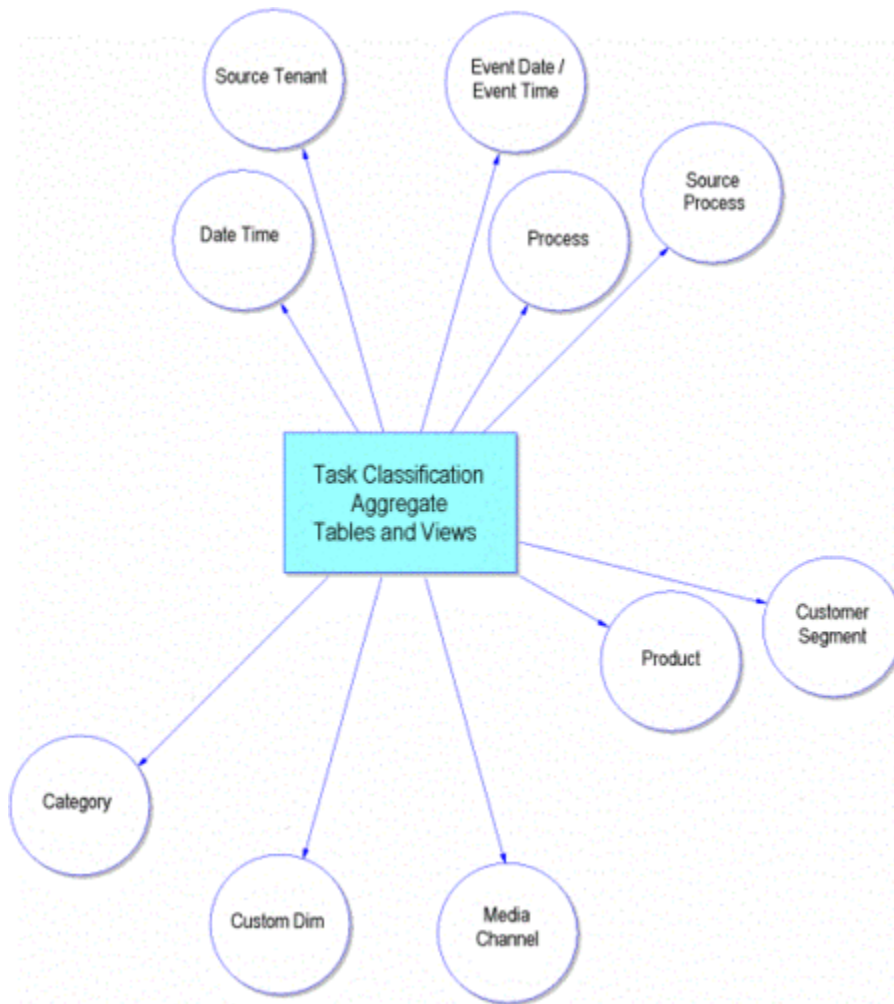 Source Tenant
Event Date /
Event Time
Source
Process
Date Time
Process
Task Classification
Aggregate
Tables and Views
Customer
Segment
Product
Category
Custom Dim
Media
Channel